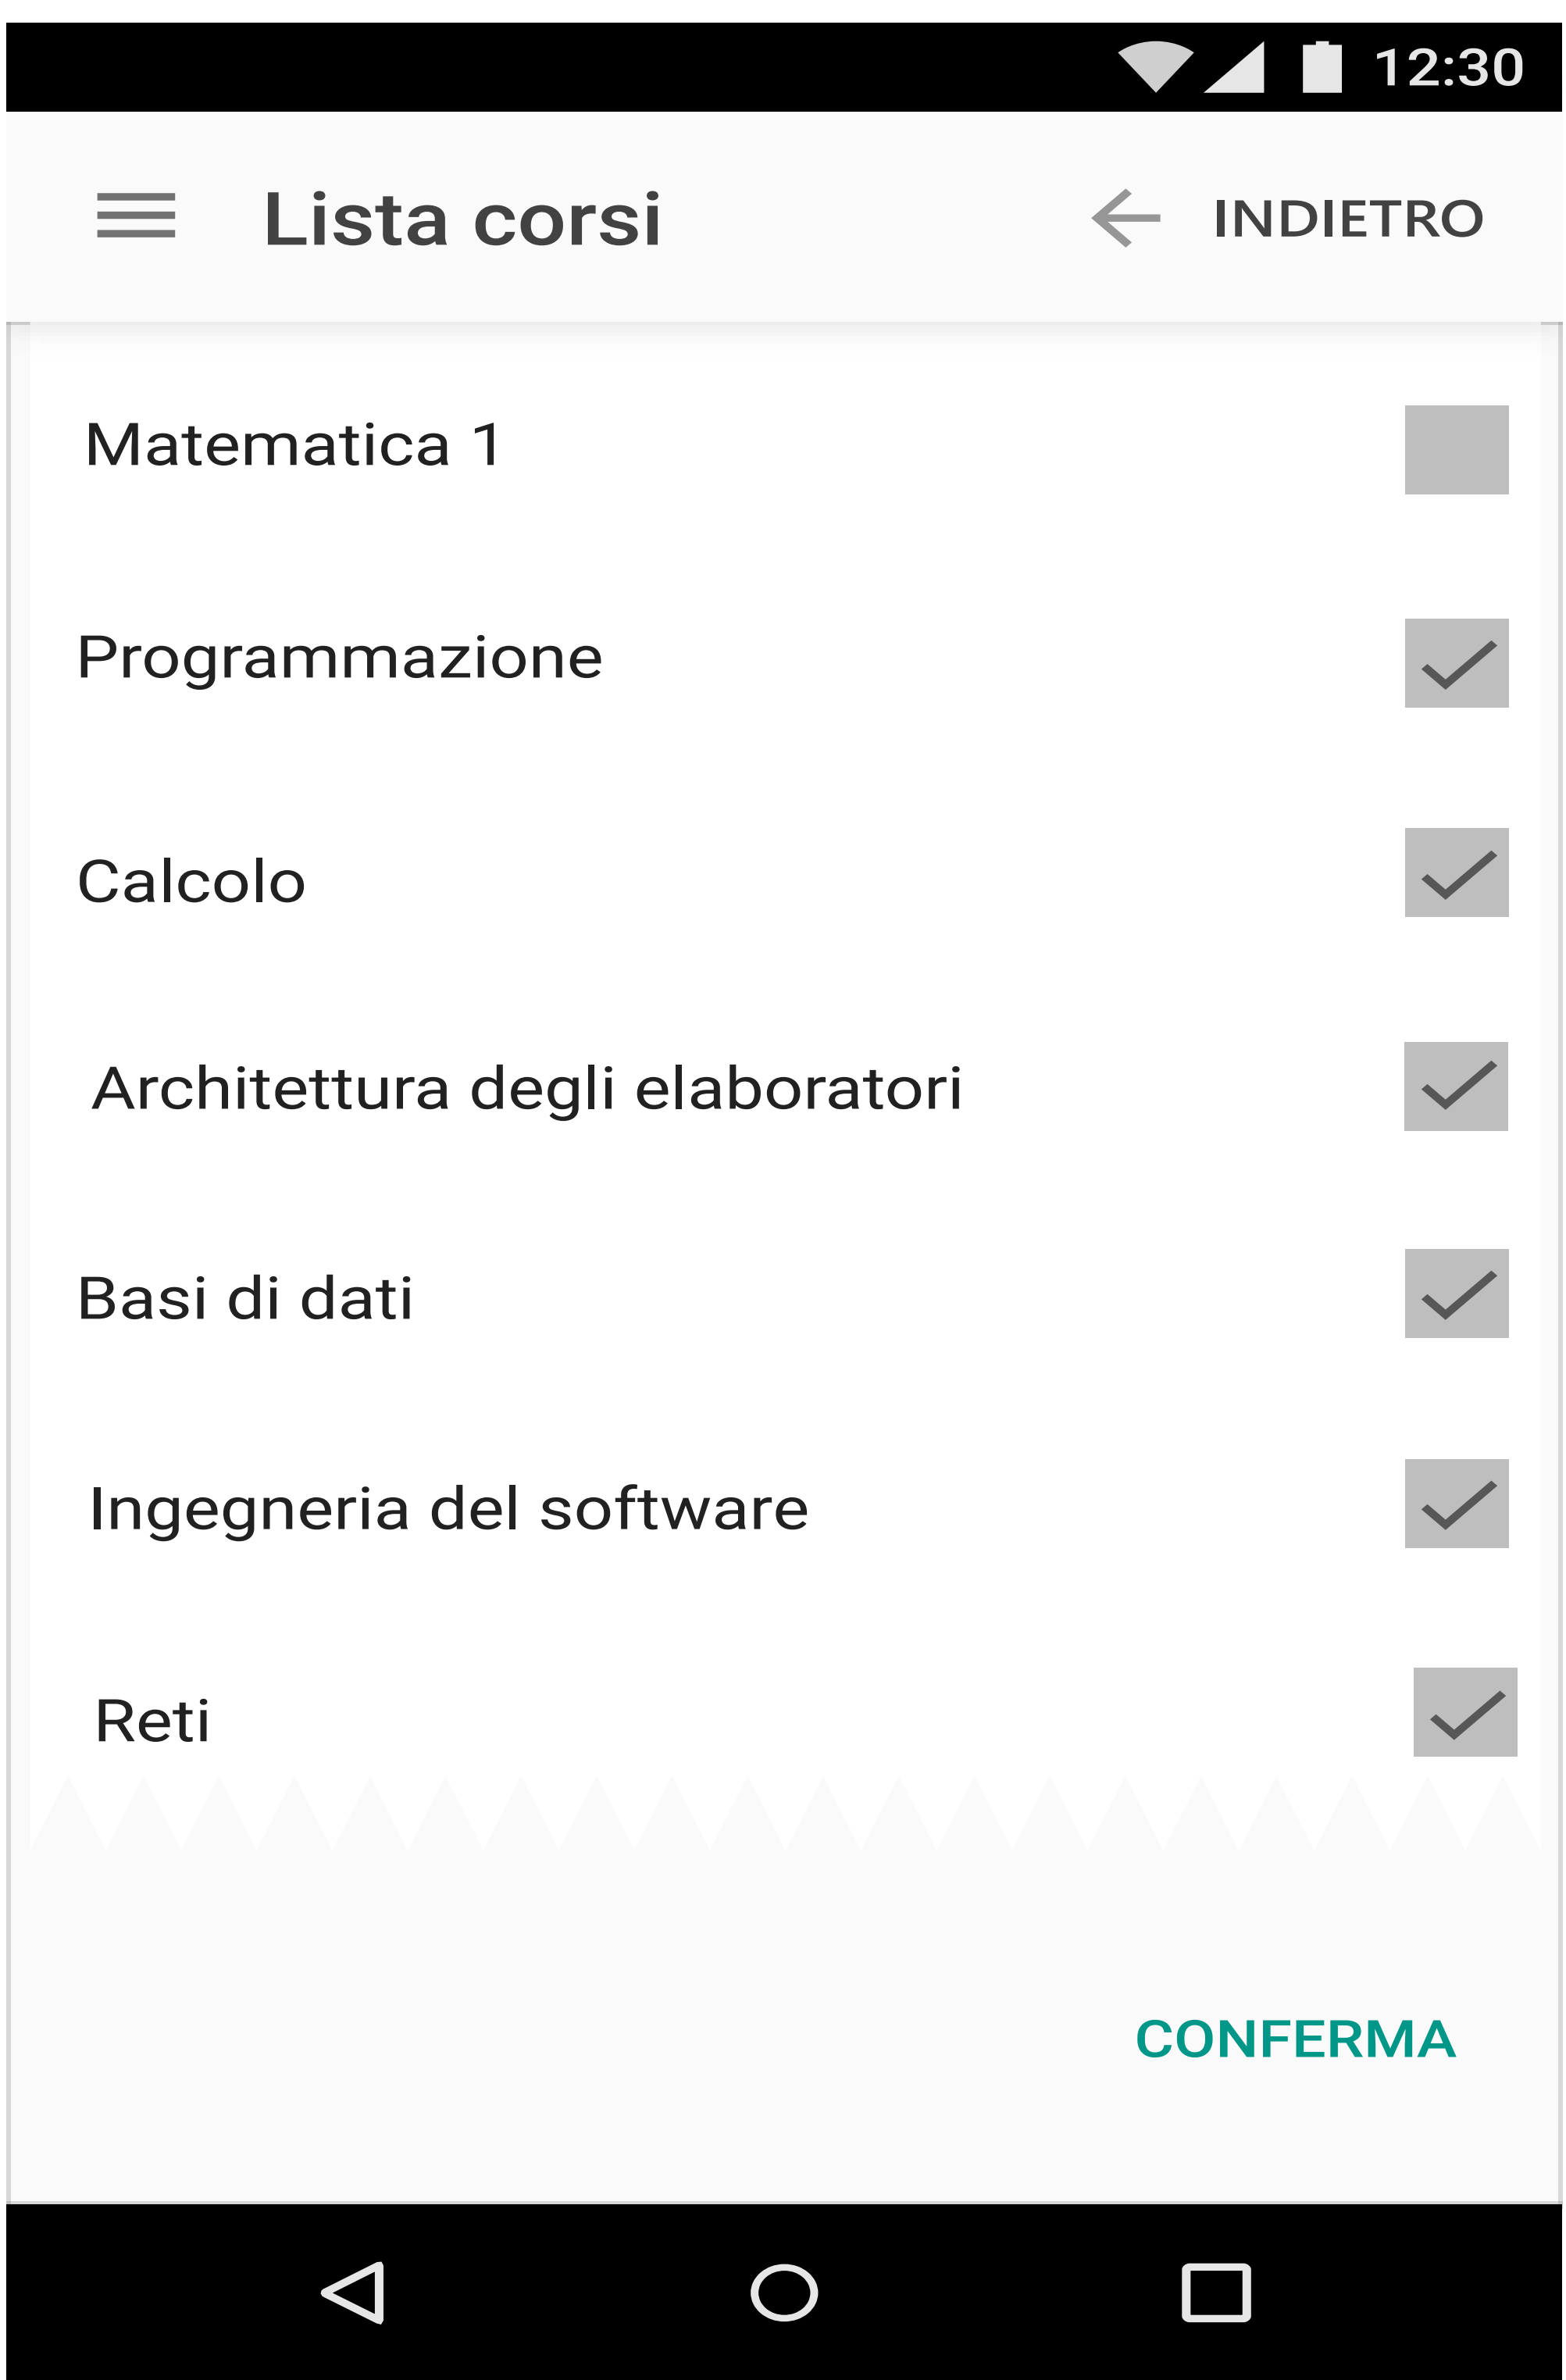 12:30
Lista corsi
INDIETRO
Matematica 1
Programmazione
Calcolo
Architettura degli elaboratori
Basi di dati
Ingegneria del software
Reti
CONFERMA